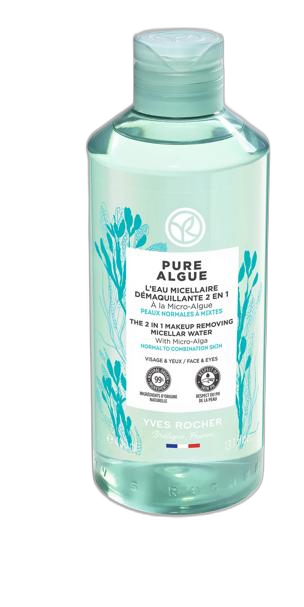 PURE
ALGUE
L'EAU MICELLAIRE
DÉMAQUILLANTE 2 EN 1
À la Micro-Algue
PEAUX NORMALES À MIXTES
THE 2 IN 1 MAKEUP REMOVING
MICELLAR WATER
With Micro-Alga
NORMAL TO COMBINATION SKIN
VISAGE & YEUX / FACE & EYES
99%
INGRÉDIENTS D'ORIGINE
NATURELLE
RESPECT DU PH
DE LA PEAU
YVES ROCHER
Bretagne, France